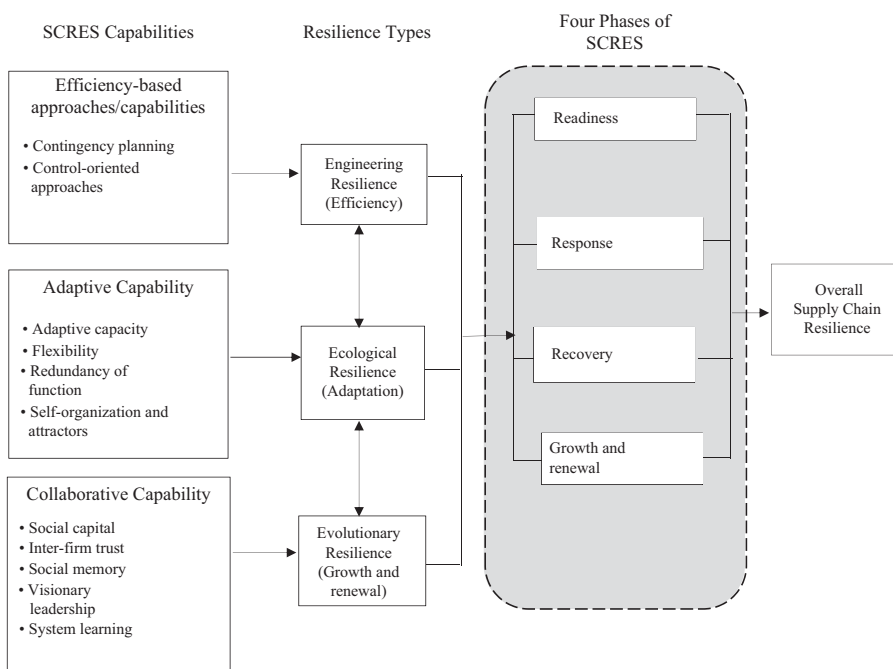 SCRES Capabilities
Resilience Types
Four Phases of
SCRES
Efficiency-based
approaches/capabilities
• Contingency planning
• Control-oriented
approaches
Engineering
Resilience
(Efficiency)
Readiness
Response
Adaptive Capability
• Adaptive capacity
• Flexibility
• Redundancy of
function
• Self-organization and
attractors
Ecological
Resilience
(Adaptation)
Recovery
Overall
Supply Chain
Resilience
Growth and
renewal
Collaborative Capability
• Social capital
• Inter-firm trust
• Social memory
• Visionary
leadership
• System learning
Evolutionary
Resilience
(Growth and
renewal)